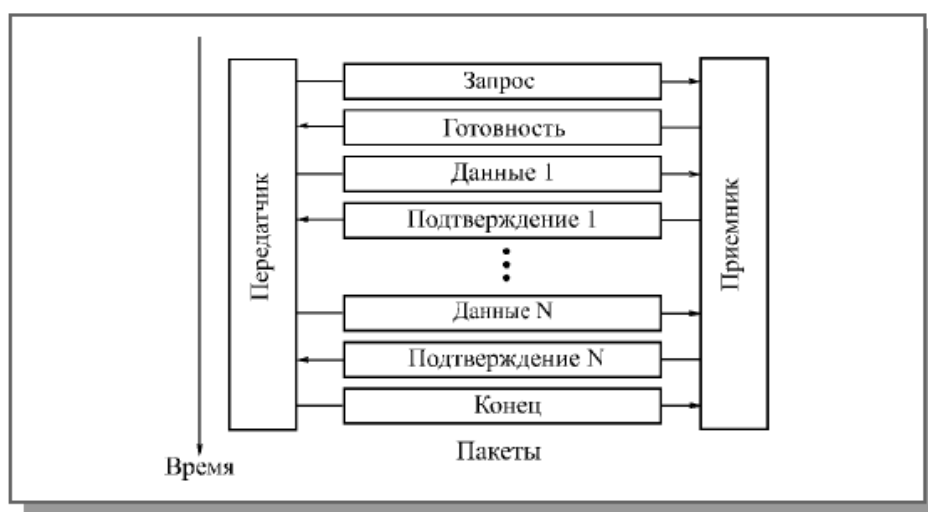 Запрос
Готовность
Данные 1
Подтверждение 1
Передатчик
Приемник
Данные N
Подтверждение N
Конец
Пакеты
Время